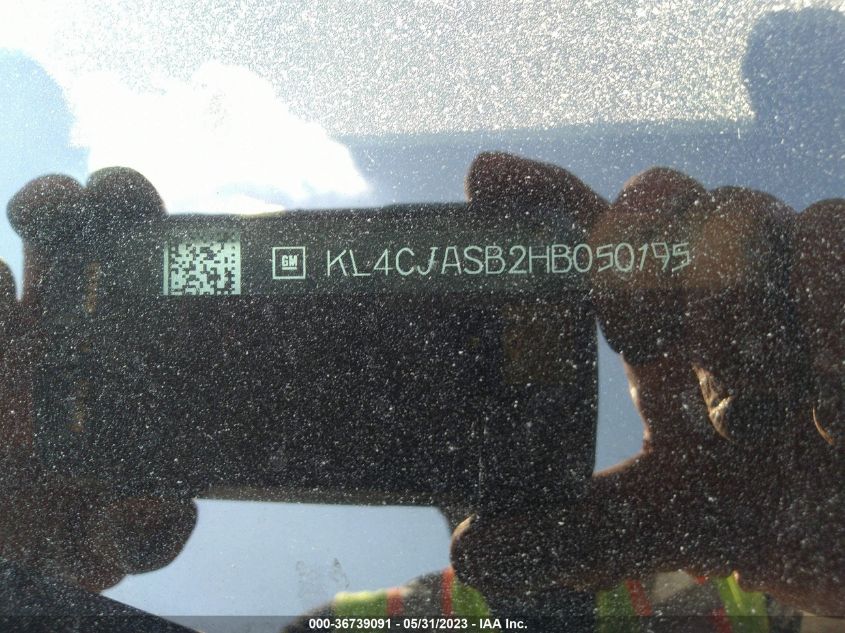 GM KL4CJASB2HB050195
000-36739091 - 05/31/2023 - IAA Inc.